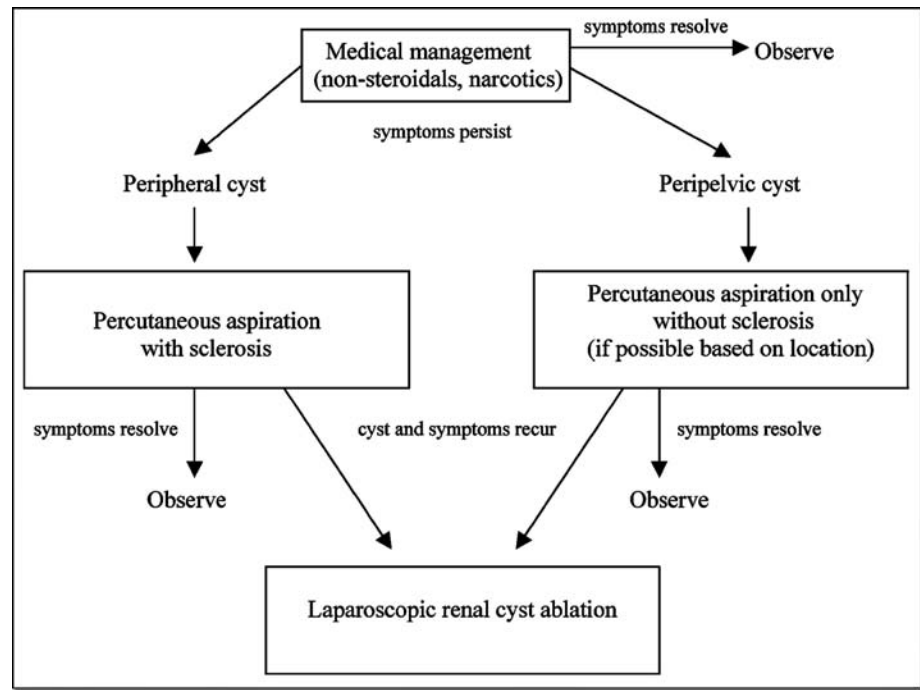 symptoms resolve
Medical management
(non-steroidals, narcotics)
Observe
symptoms persist
Peripheral cyst
Peripelvic cyst
Percutaneous aspiration
with sclerosis
Percutaneous aspiration only
without sclerosis
(if possible based on location)
symptoms resolve
cyst and symptoms recur
symptoms resolve
Observe
Observe
Laparoscopic renal cyst ablation